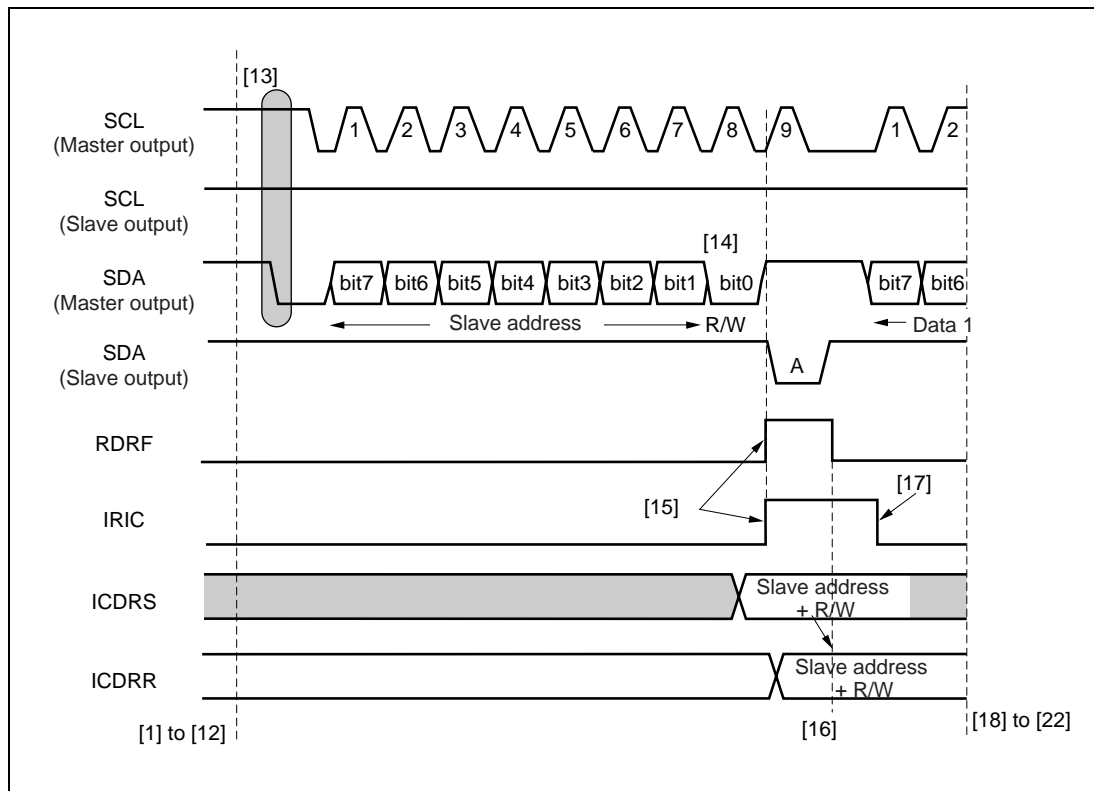 [13]
SCL
(Master output)
1 2 3 4 5 6 7 8 9 1 2
SCL
(Slave output)
[14]
SDA
(Master output)
bit7 bit6 bit5 bit4 bit3 bit2 bit1 bit0 bit7 bit6
Slave address R/W Data 1
SDA
(Slave output)
A
RDRF
[15]
[17]
IRIC
ICDRS
Slave address
+ R/W
ICDRR
Slave address
+ R/W
[1] to [12]
[16]
[18] to [22]